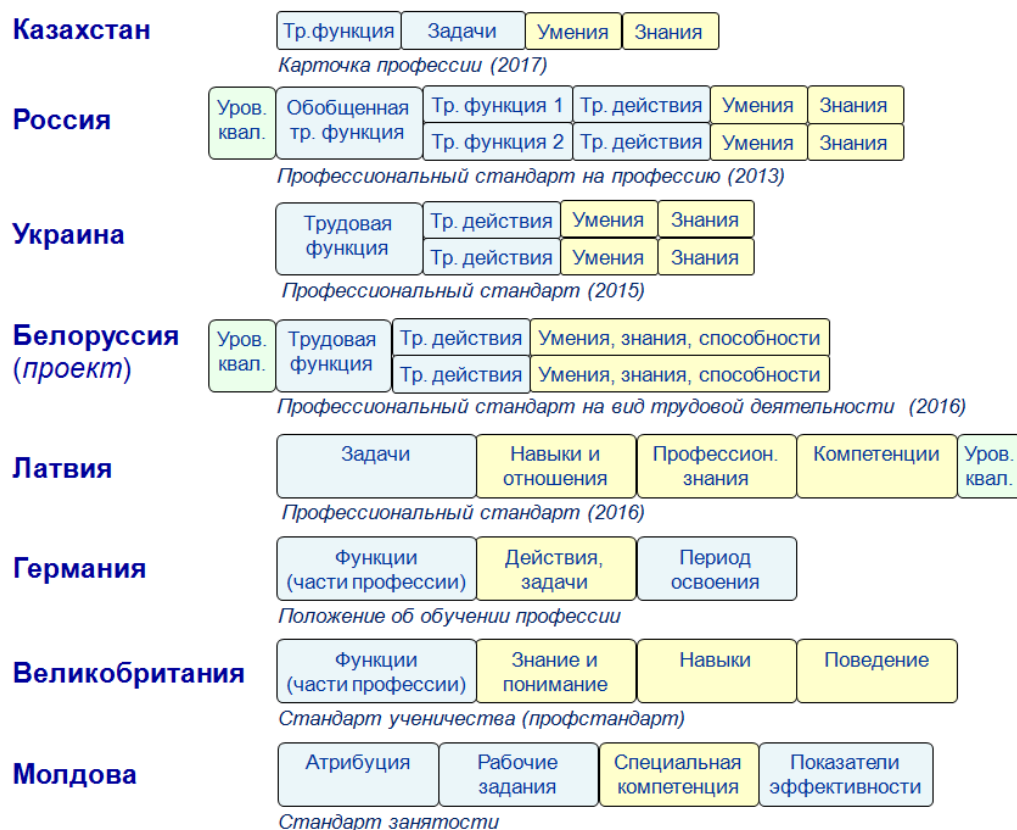 Казахстан
Тр.функция Задачи Умения Знания
Карточка профессии (2017)
Россия
Уров. квал.
Обобщенная тр. функция
Тр. функция 1 Тр. действия Умения Знания
Тр. функция 2 Тр. действия Умения Знания
Профессиональный стандарт на профессию (2013)
Украина
Трудовая функция
Тр. действия Умения Знания
Тр. действия Умения Знания
Профессиональный стандарт (2015)
Белоруссия
(проект)
Уров. квал.
Трудовая функция
Тр. действия Умения, знания, способности
Тр. действия Умения, знания, способности
Профессиональный стандарт на вид трудовой деятельности (2016)
Латвия
Задачи
Навыки и отношения
Профессион. знания
Компетенции
Уров. квал.
Профессиональный стандарт (2016)
Германия
Функции
(части профессии)
Действия, задачи
Период освоения
Положение об обучении профессии
Великобритания
Функции
(части профессии)
Знание и понимание
Навыки
Поведение
Стандарт ученичества (профстандарт)
Молдова
Атрибуция
Рабочие задания
Специальная компетенция
Показатели эффективности
Стандарт занятости